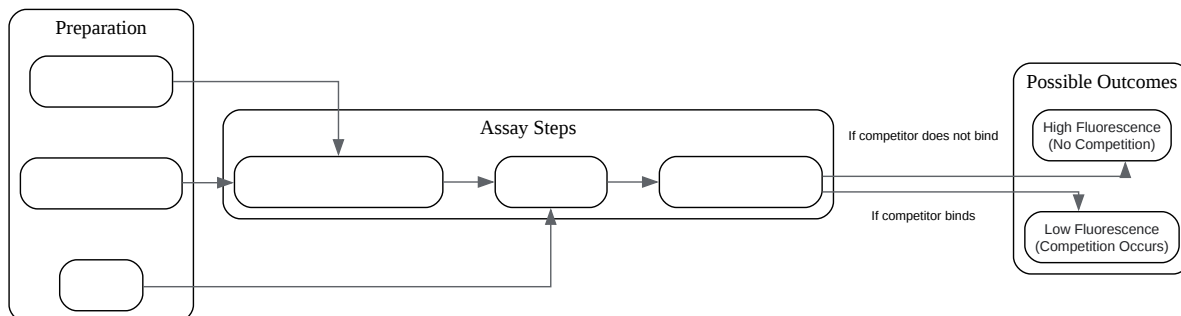 Preparation
Assay Steps
If competitor does not bind
If competitor binds
Possible Outcomes
High Fluorescence
(No Competition)
Low Fluorescence
(Competition Occurs)